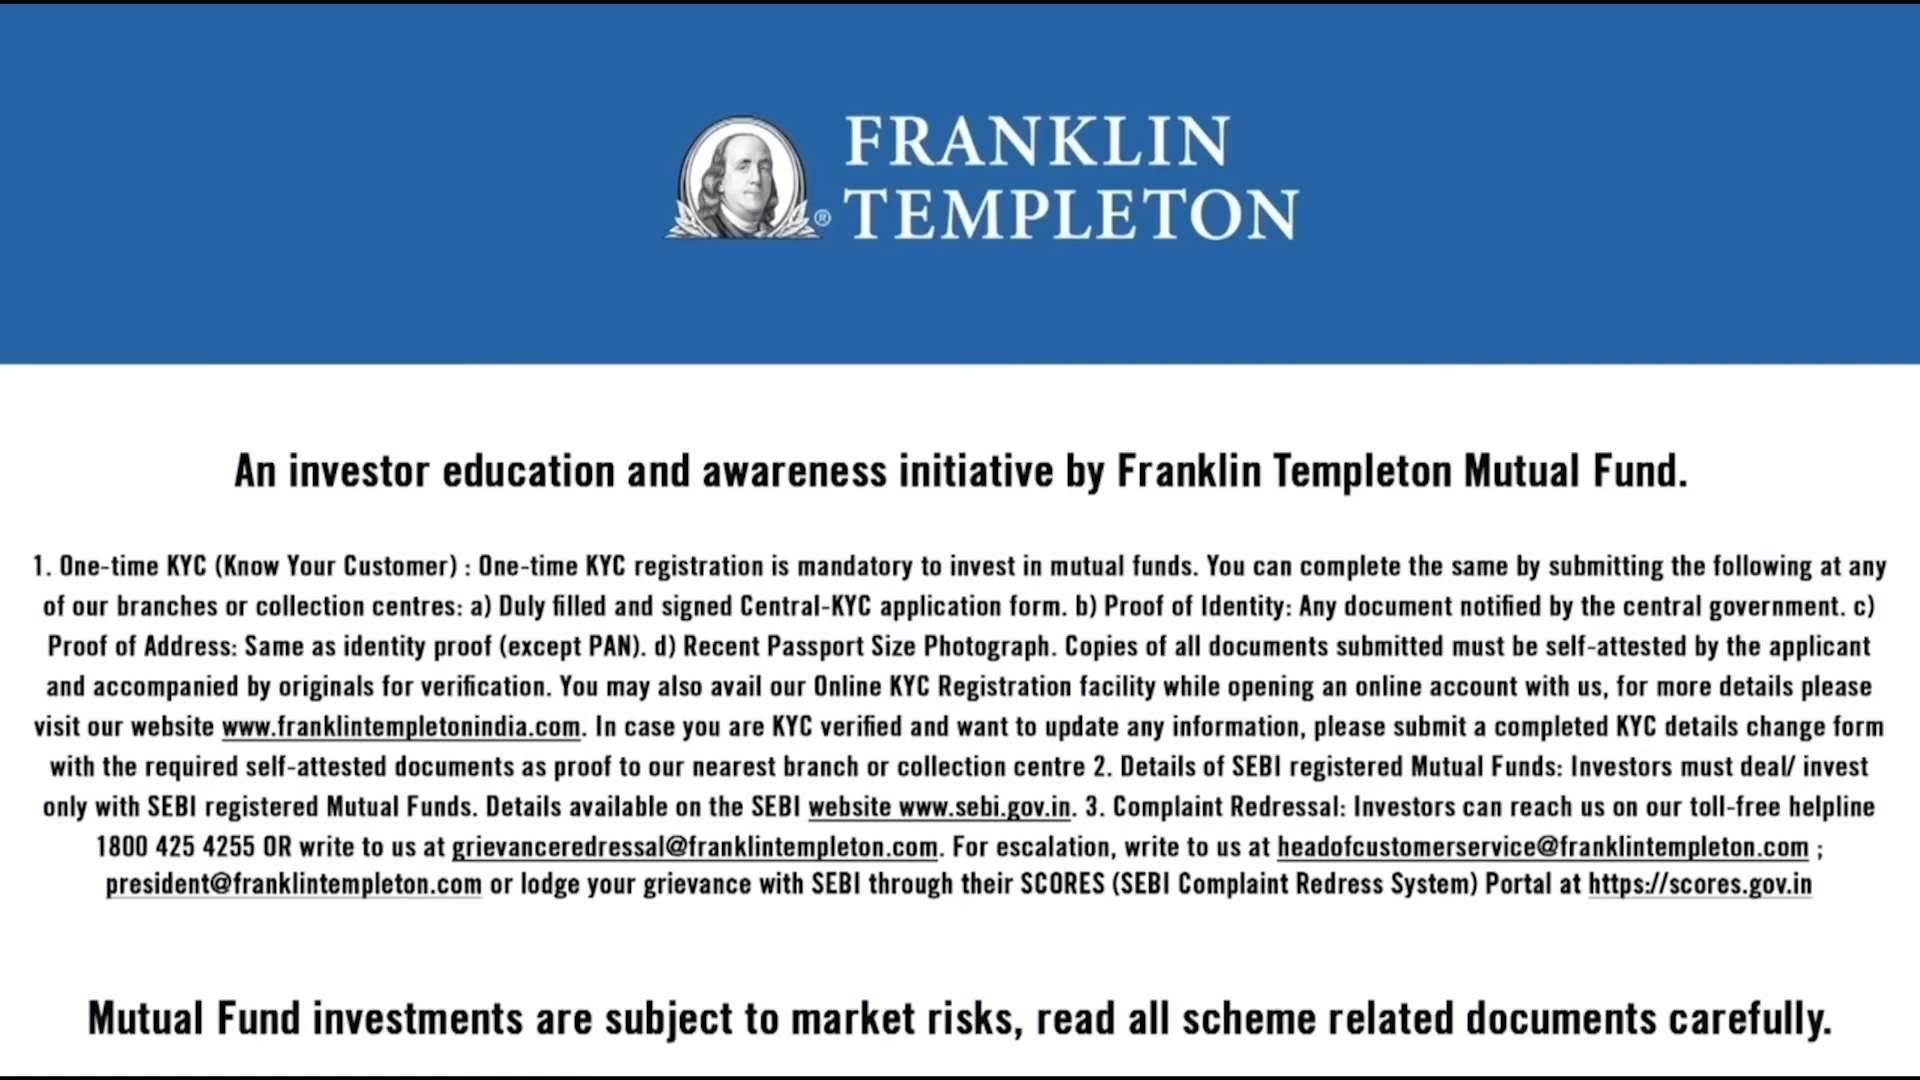 FRANKLIN
TEMPLETON
®
An investor education and awareness initiative by Franklin Templeton Mutual Fund.
1. One-time KYC (Know Your Customer) : One-time KYC registration is mandatory to invest in mutual funds. You can complete the same by submitting the following at any
of our branches or collection centres: a) Duly filled and signed Central-KYC application form. b) Proof of Identity: Any document notified by the central government. c)
Proof of Address: Same as identity proof (except PAN). d) Recent Passport Size Photograph. Copies of all documents submitted must be self-attested by the applicant
and accompanied by originals for verification. You may also avail our Online KYC Registration facility while opening an online account with us, for more details please
visit our website www.franklintempletonindia.com. In case you are KYC verified and want to update any information, please submit a completed KYC details change form
with the required self-attested documents as proof to our nearest branch or collection centre 2. Details of SEBI registered Mutual Funds: Investors must deal/ invest
only with SEBI registered Mutual Funds. Details available on the SEBI website www.sebi.gov.in. 3. Complaint Redressal: Investors can reach us on our toll-free helpline
1800 425 4255 OR write to us at grievanceredressal@franklintempleton.com. For escalation, write to us at headofcustomerservice@franklintempleton.com ;
president@franklintempleton.com or lodge your grievance with SEBI through their SCORES (SEBI Complaint Redress System) Portal at https://scores.gov.in
Mutual Fund investments are subject to market risks, read all scheme related documents carefully.